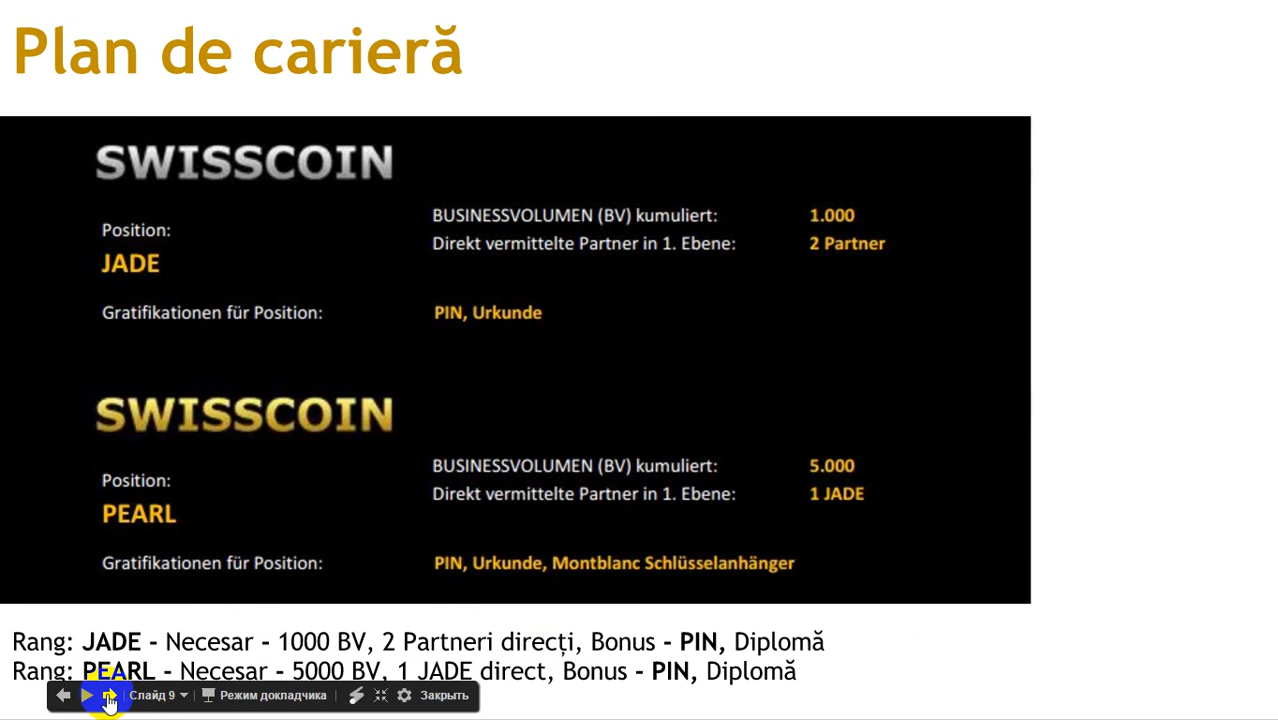 Plan de carieră
SWISSCOIN
BUSINESSVOLUMEN (BV) kumuliert: 1.000
Position:
Direkt vermittelte Partner in 1. Ebene: 2 Partner
JADE
Gratifikationen für Position: PIN, Urkunde
SWISSCOIN
BUSINESSVOLUMEN (BV) kumuliert: 5.000
Position:
Direkt vermittelte Partner in 1. Ebene: 1 JADE
PEARL
Gratifikationen für Position: PIN, Urkunde, Montblanc Schlüsselanhänger
Rang: JADE - Necesar - 1000 BV, 2 Partneri direcți, Bonus - PIN, Diplomă
Rang: PEARL - Necesar - 5000 BV, 1 JADE direct, Bonus - PIN, Diplomă
Слайд 9 Режим докладчика Закрыть